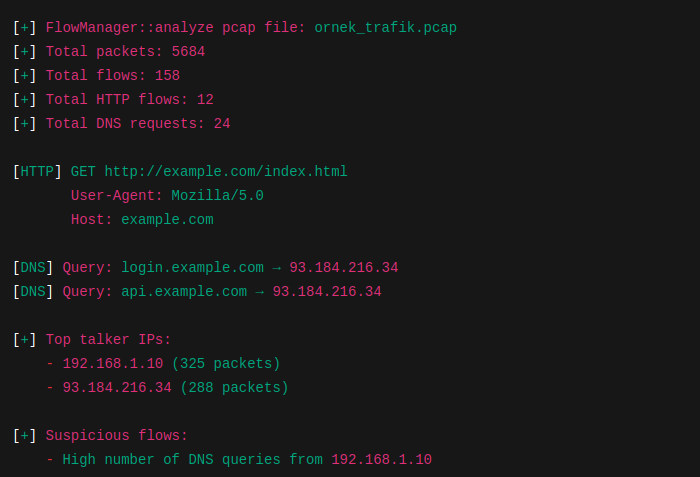 [+] FlowManager::analyze pcap file: ornek_trafik.pcap
[+] Total packets: 5684
[+] Total flows: 158
[+] Total HTTP flows: 12
[+] Total DNS requests: 24
[HTTP] GET http://example.com/index.html
User-Agent: Mozilla/5.0
Host: example.com
[DNS] Query: login.example.com → 93.184.216.34
[DNS] Query: api.example.com → 93.184.216.34
[+] Top talker IPs:
- 192.168.1.10 (325 packets)
- 93.184.216.34 (288 packets)
[+] Suspicious flows:
- High number of DNS queries from 192.168.1.10